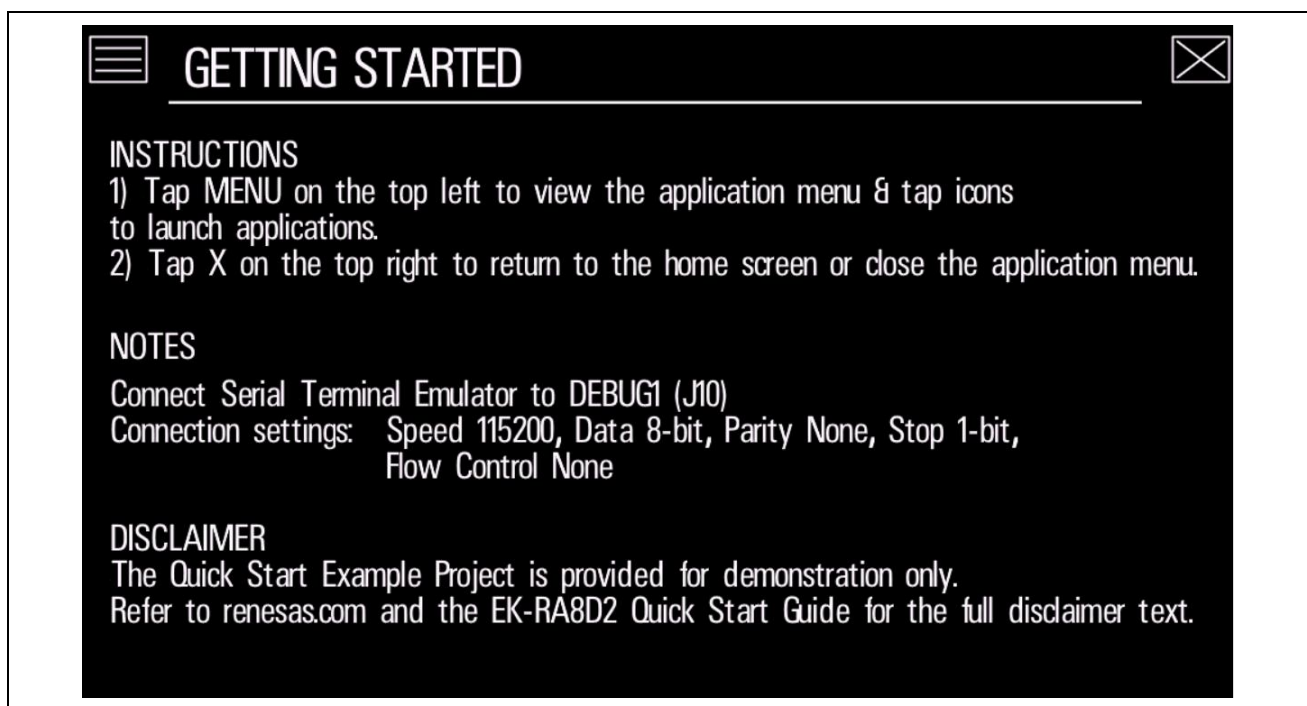 GETTING STARTED
INSTRUCTIONS
1) Tap MENU on the top left to view the application menu & tap icons
to launch applications.
2) Tap X on the top right to return to the home screen or close the application menu.
NOTES
Connect Serial Terminal Emulator to DEBUG1 (J10)
Connection settings: Speed 115200, Data 8-bit, Parity None, Stop 1-bit,
Flow Control None
DISCLAIMER
The Quick Start Example Project is provided for demonstration only.
Refer to renesas.com and the EK-RA8D2 Quick Start Guide for the full disclaimer text.